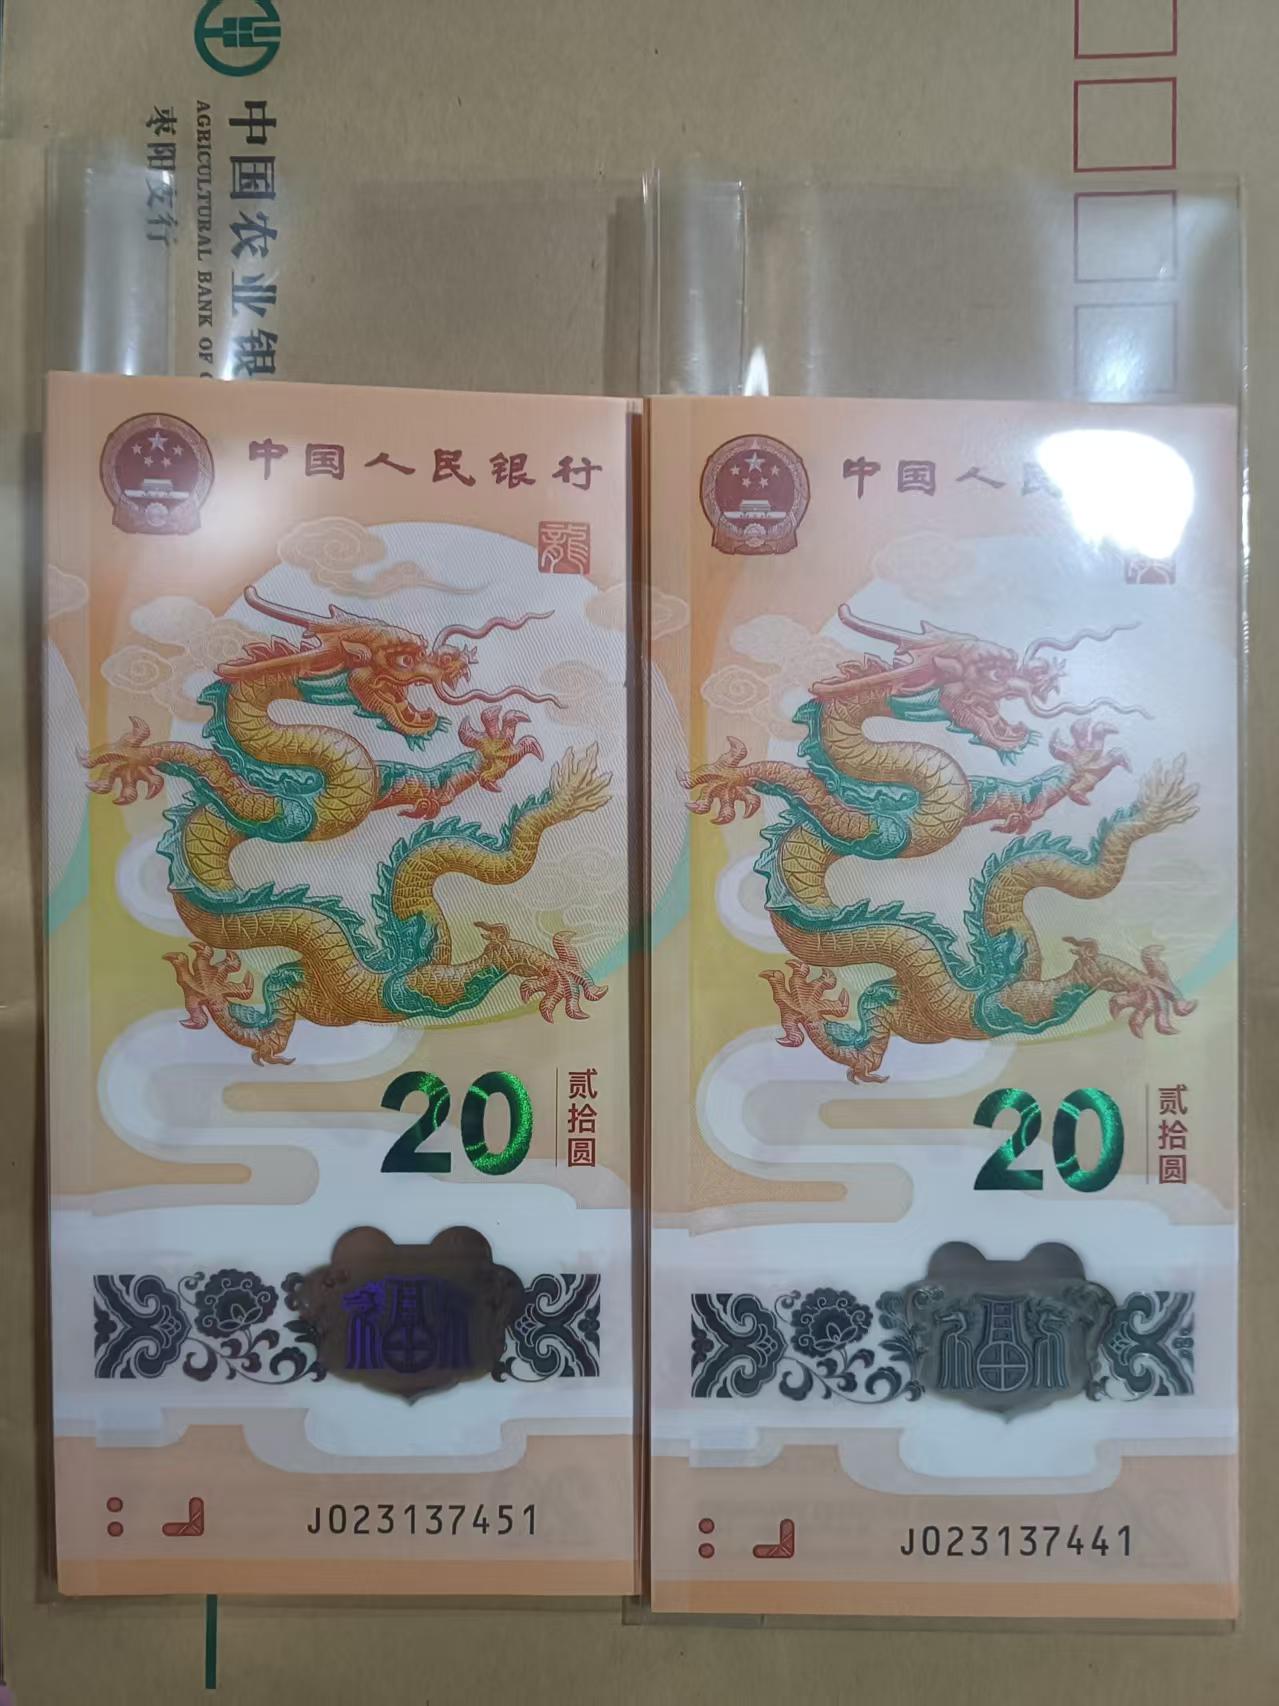 中国农业银
AGRICULTURAL BANK OF
枣阳支行
中国人民银行
龍
20
贰拾圆
J023137451
中国人民
20
贰拾圆
J023137441